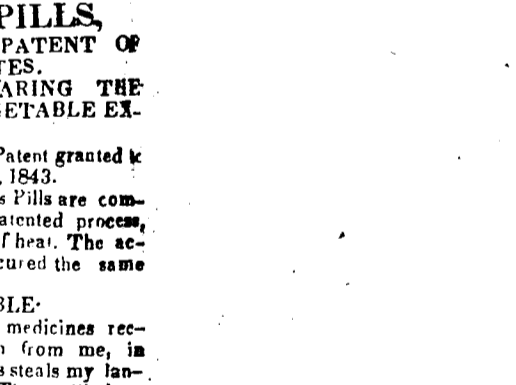 PILLS,
PATENT OF
TES.
ARING THE
ETABLE EX-
Patent granted to
, 1843.
s Pills are com-
atented process,
f heat. The ac-
cured the same
BLE.
medicines rec-
n from me, in
s steals my lan-